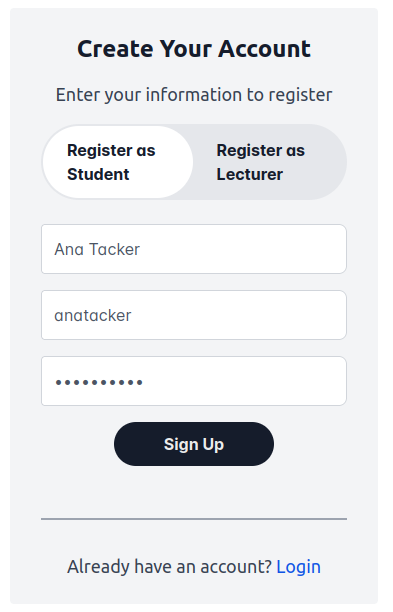 Create Your Account
Enter your information to register
Register as
Student
Register as
Lecturer
Ana Tacker
anatacker
••••••••••
Sign Up
Already have an account? Login